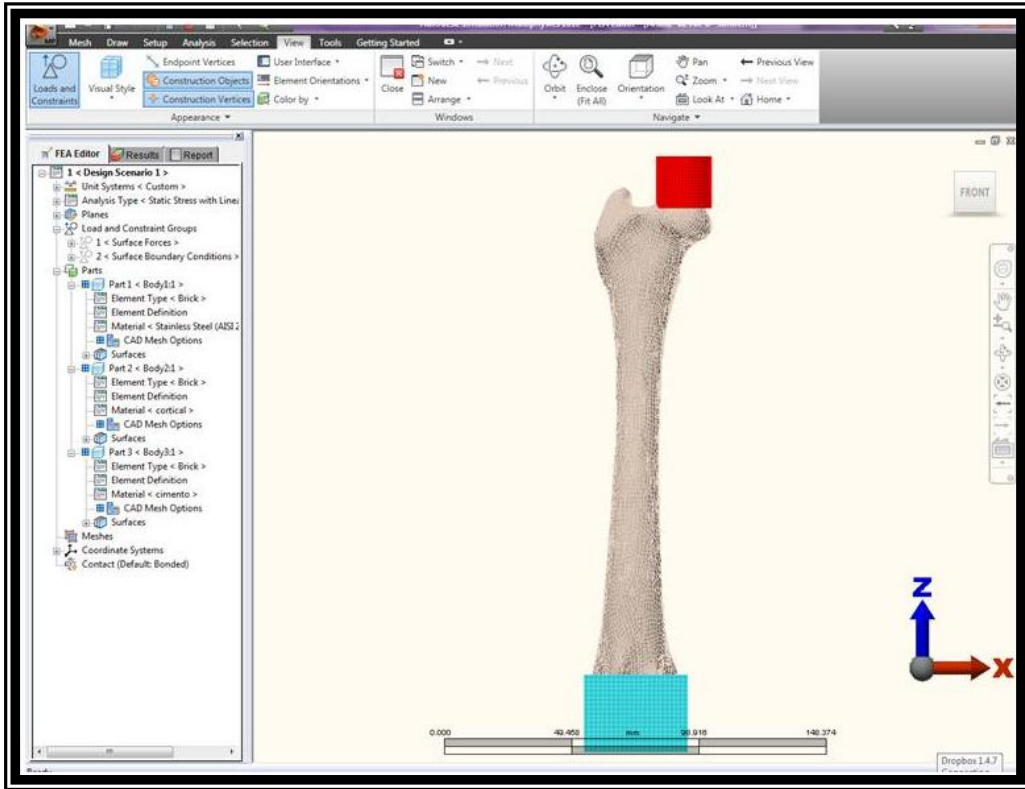 Mesh Draw Setup Analysis Selection View Tools Getting Started
Loads and Constraints
Visual Style
Endpoint Vertices
Construction Objects
Construction Vertices
User Interface
Element Orientations
Color by
Appearance
Close
Switch
New
Arrange
Next
Previous
Windows
Orbit
Enclose (Fit All)
Orientation
Pan
Zoom
Look At
Previous View
Next View
Home
Navigate
FEA Editor Results Report
1 < Design Scenario 1 >
Unit Systems < Custom >
Analysis Type < Static Stress with Linea
Planes
Load and Constraint Groups
1 < Surface Forces >
2 < Surface Boundary Conditions >
Parts
Part 1 < Body1:1 >
Element Type < Brick >
Element Definition
Material < Stainless Steel (AISI 2
CAD Mesh Options
Surfaces
Part 2 < Body2:1 >
Element Type < Brick >
Element Definition
Material < cortical >
CAD Mesh Options
Surfaces
Part 3 < Body3:1 >
Element Type < Brick >
Element Definition
Material < cimento >
CAD Mesh Options
Surfaces
Meshes
Coordinate Systems
Contact (Default: Bonded)
FRONT
Z
X
0.000 49.458 mm 98.916 148.374
Dropbox 1.4.7